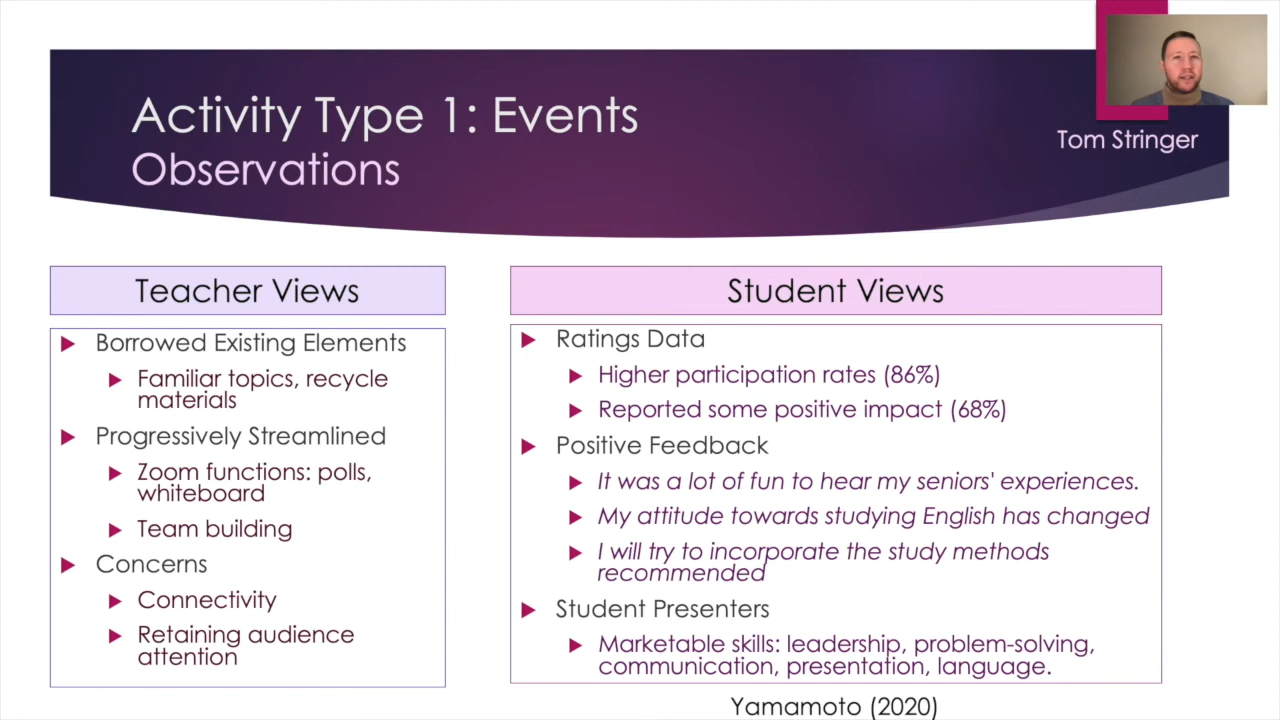 Activity Type 1: Events
Observations
Tom Stringer
Teacher Views
Borrowed Existing Elements
Familiar topics, recycle
materials
Progressively Streamlined
Zoom functions: polls,
whiteboard
Team building
Concerns
Connectivity
Retaining audience
attention
Student Views
Ratings Data
Higher participation rates (86%)
Reported some positive impact (68%)
Positive Feedback
It was a lot of fun to hear my seniors' experiences.
My attitude towards studying English has changed
I will try to incorporate the study methods
recommended
Student Presenters
Marketable skills: leadership, problem-solving,
communication, presentation, language.
Yamamoto (2020)